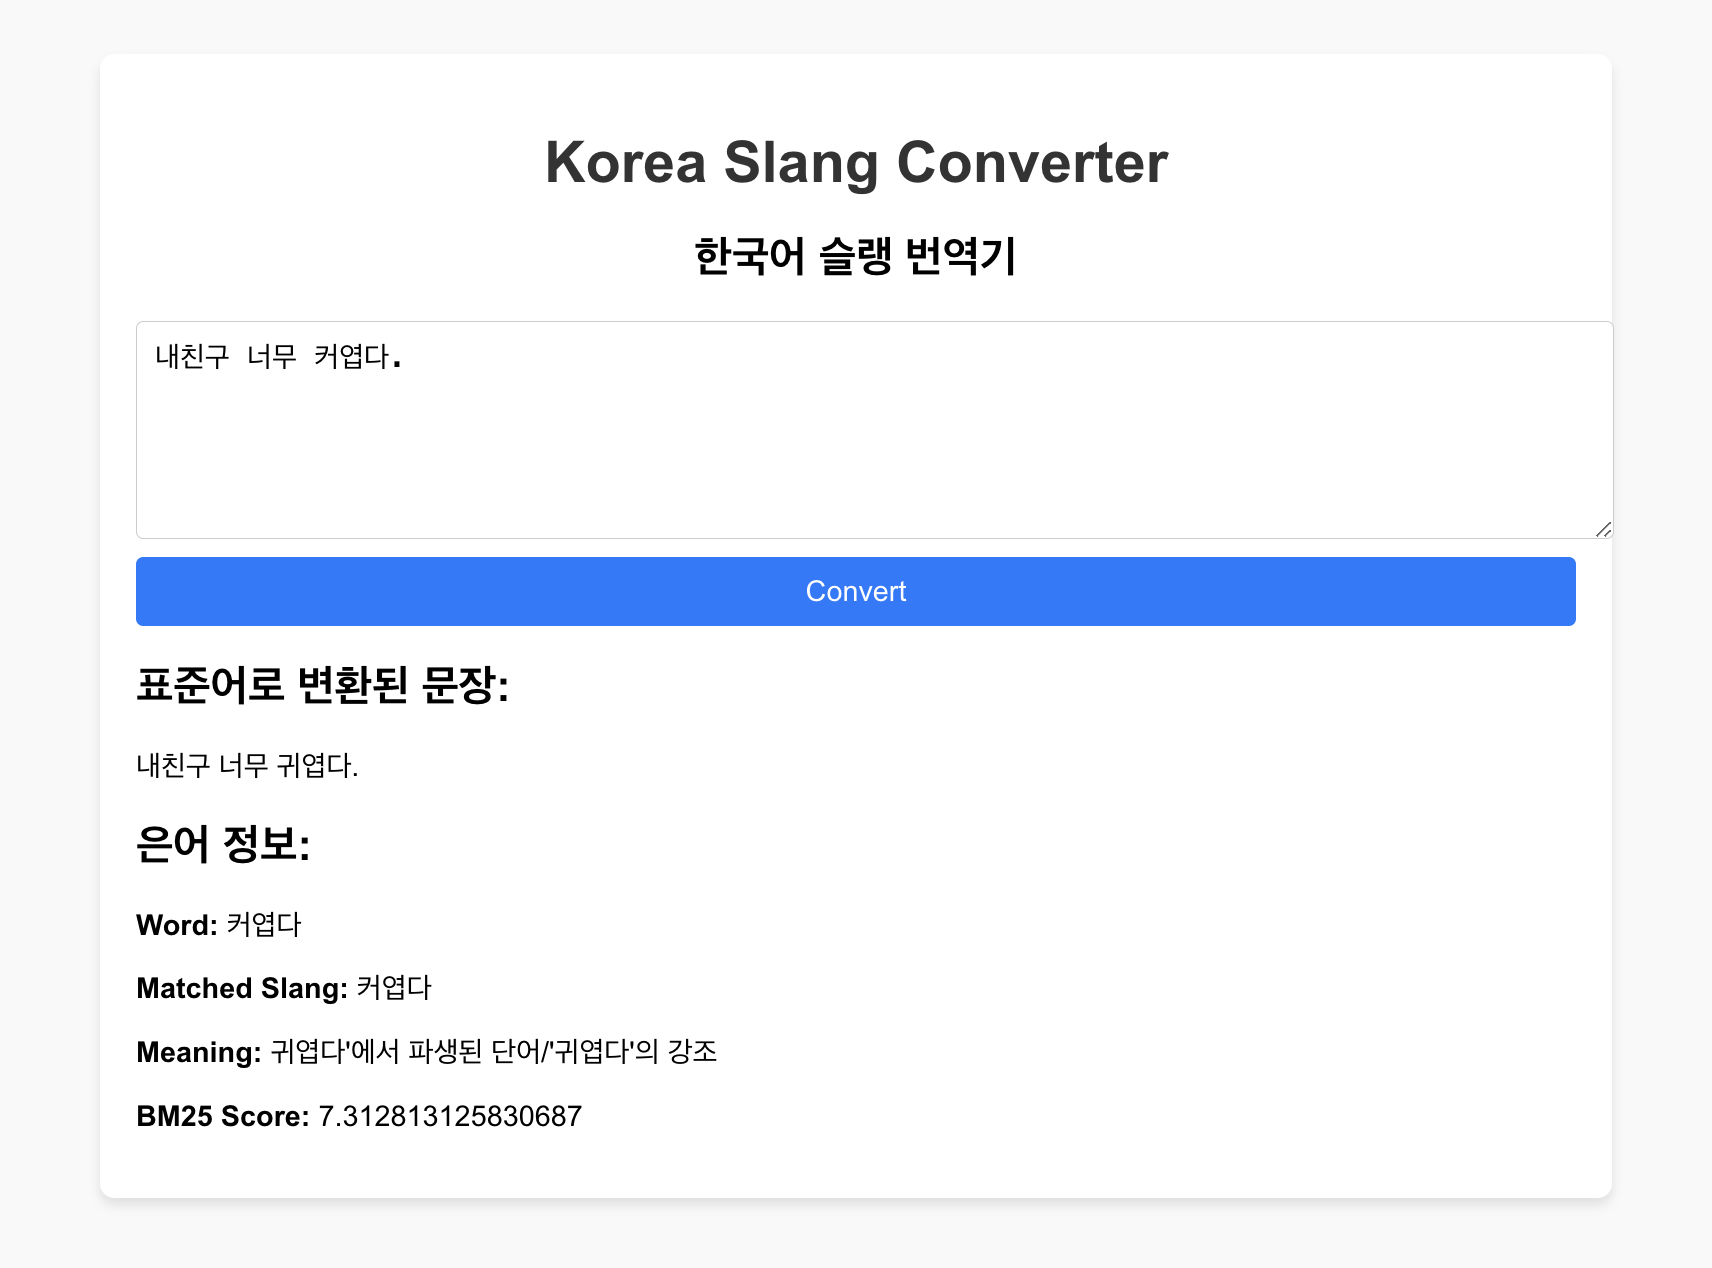 Korea Slang Converter
한국어 슬랭 번역기
내친구 너무 커엽다.
Convert
표준어로 변환된 문장:
내친구 너무 귀엽다.
은어 정보:
Word: 커엽다
Matched Slang: 커엽다
Meaning: 귀엽다'에서 파생된 단어/'귀엽다'의 강조
BM25 Score: 7.312813125830687